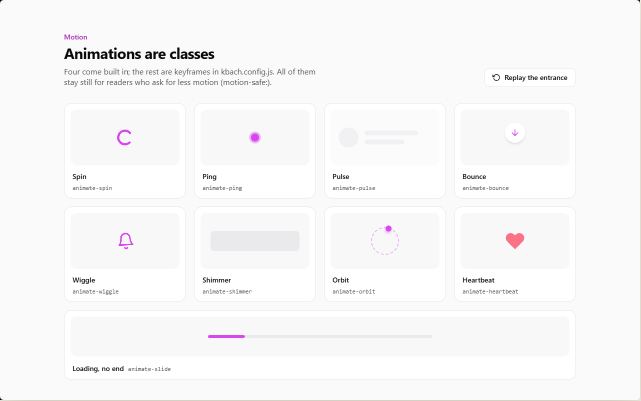 Motion
Animations are classes
Four come built in; the rest are keyframes in kbach.config.js. All of them
stay still for readers who ask for less motion (motion-safe:).
Replay the entrance
Spin
animate-spin
Ping
animate-ping
Pulse
animate-pulse
Bounce
animate-bounce
Wiggle
animate-wiggle
Shimmer
animate-shimmer
Orbit
animate-orbit
Heartbeat
animate-heartbeat
Loading, no end animate-slide